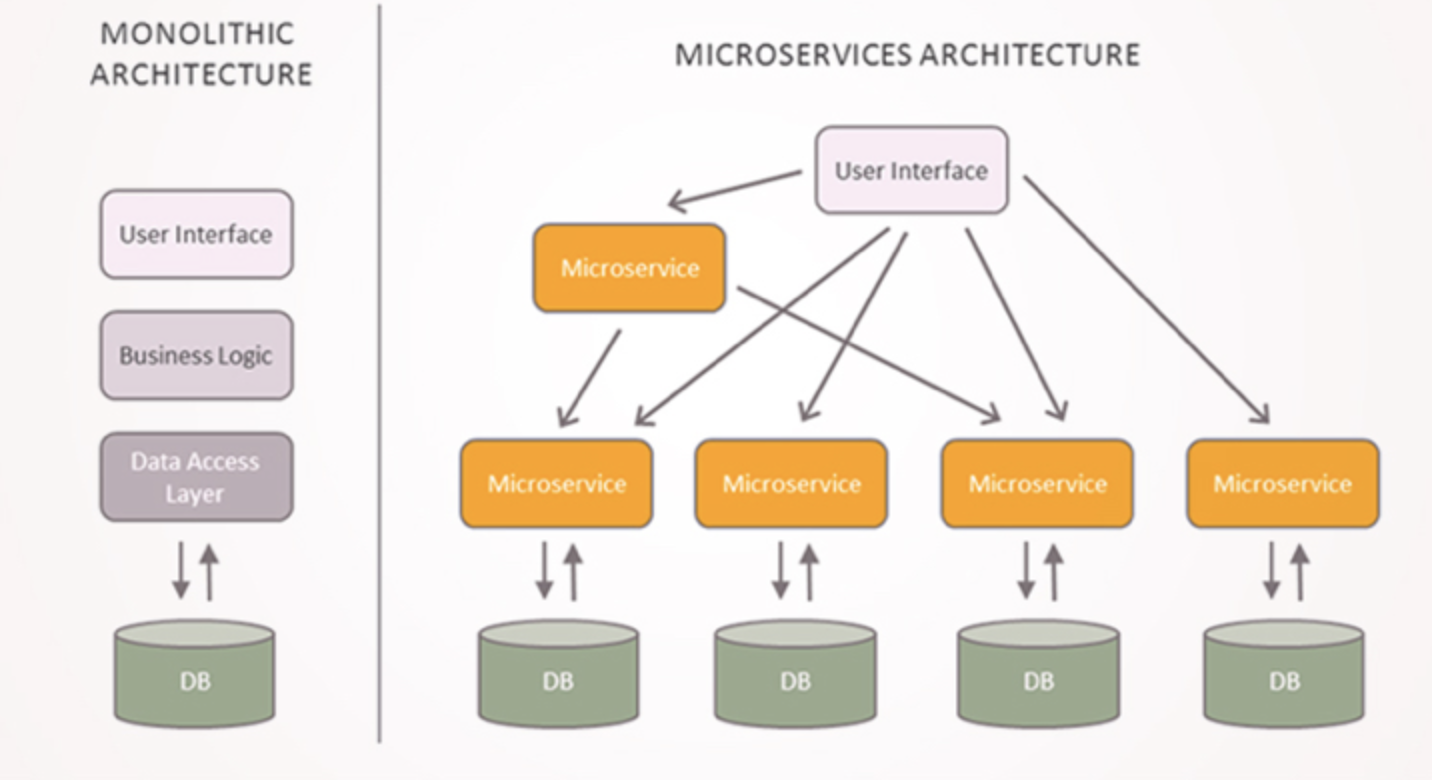 MONOLITHIC
ARCHITECTURE
User Interface
Business Logic
Data Access
Layer
DB
MICROSERVICES ARCHITECTURE
User Interface
Microservice
Microservice
Microservice
Microservice
Microservice
DB
DB
DB
DB